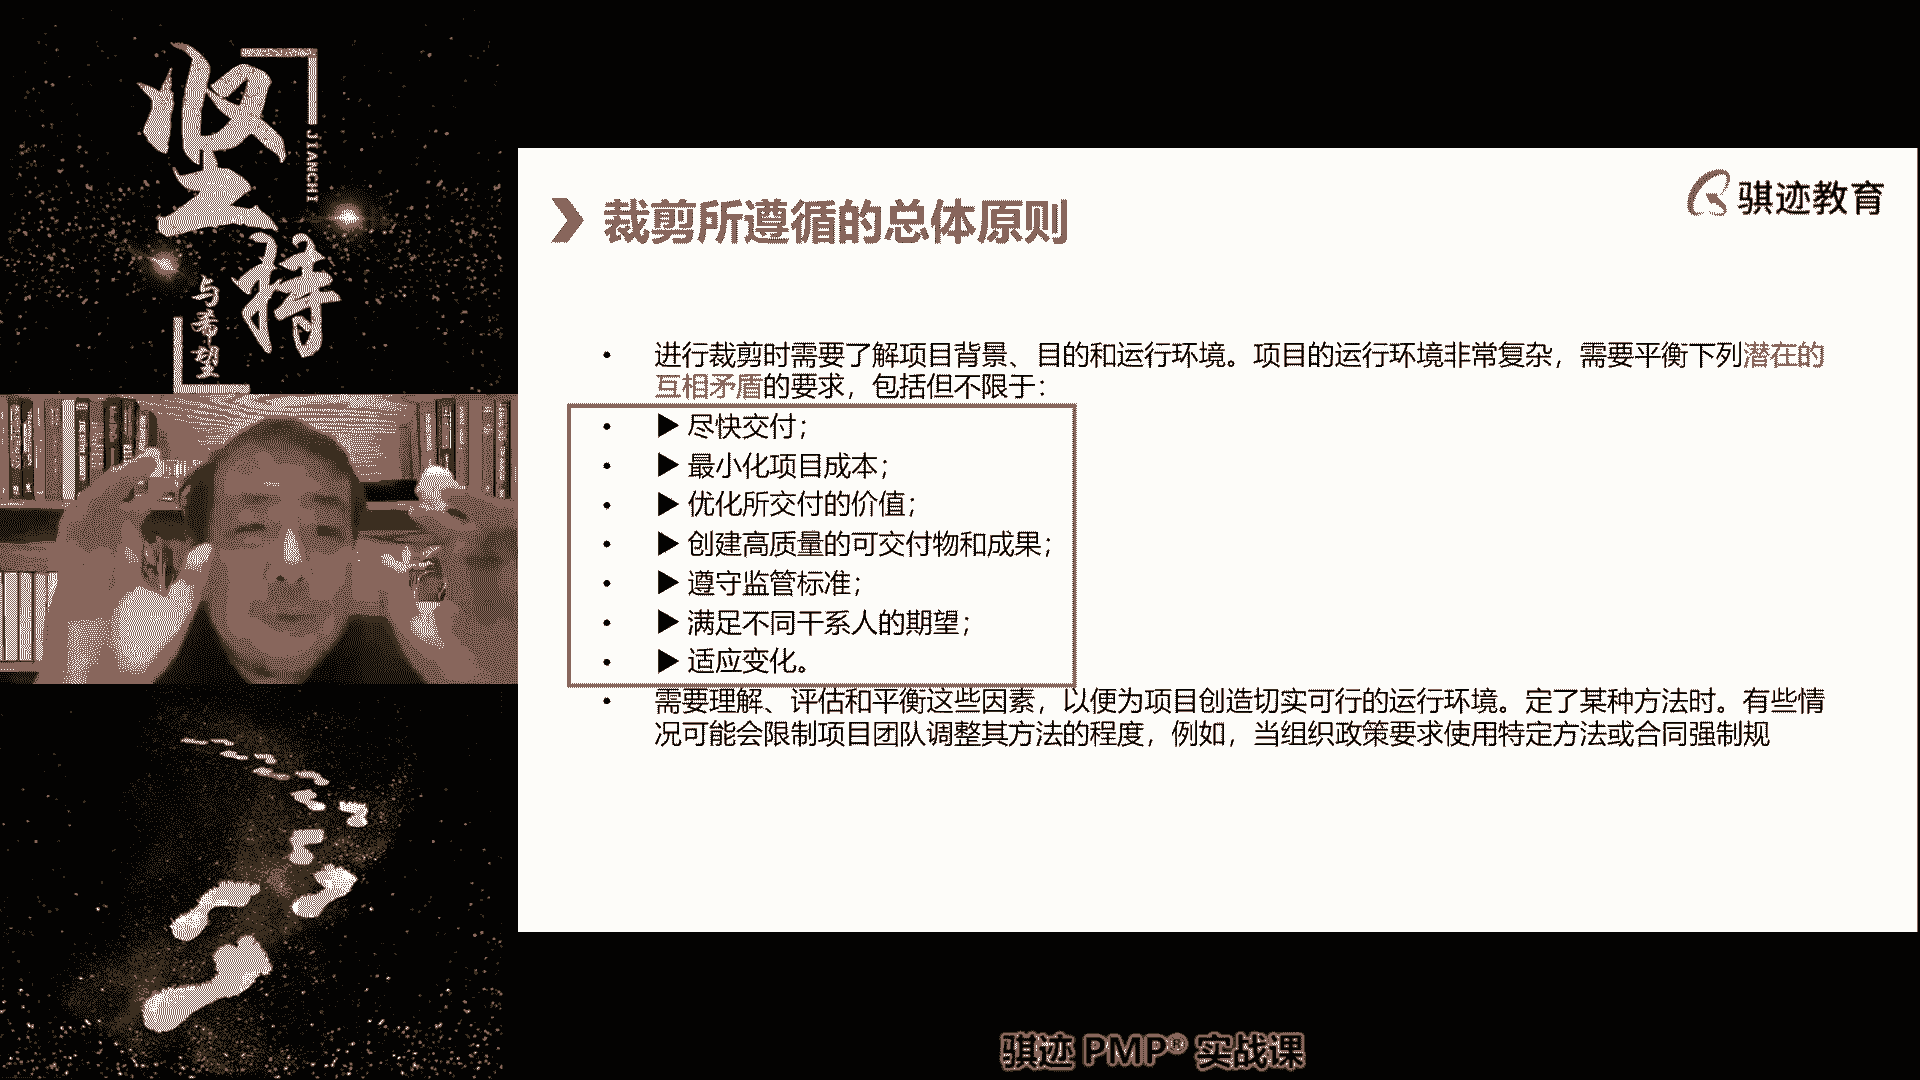 坚持
JIANCHI
与希望
骐迹教育
裁剪所遵循的总体原则
• 进行裁剪时需要了解项目背景、目的和运行环境。项目的运行环境非常复杂，需要平衡下列潜在的
互相矛盾的要求，包括但不限于：
• ▶ 尽快交付；
• ▶ 最小化项目成本；
• ▶ 优化所交付的价值；
• ▶ 创建高质量的可交付物和成果；
• ▶ 遵守监管标准；
• ▶ 满足不同干系人的期望；
• ▶ 适应变化。
• 需要理解、评估和平衡这些因素，以便为项目创造切实可行的运行环境。定了某种方法时。有些情
况可能会限制项目团队调整其方法的程度，例如，当组织政策要求使用特定方法或合同强制规
骐迹 PMP® 实战课